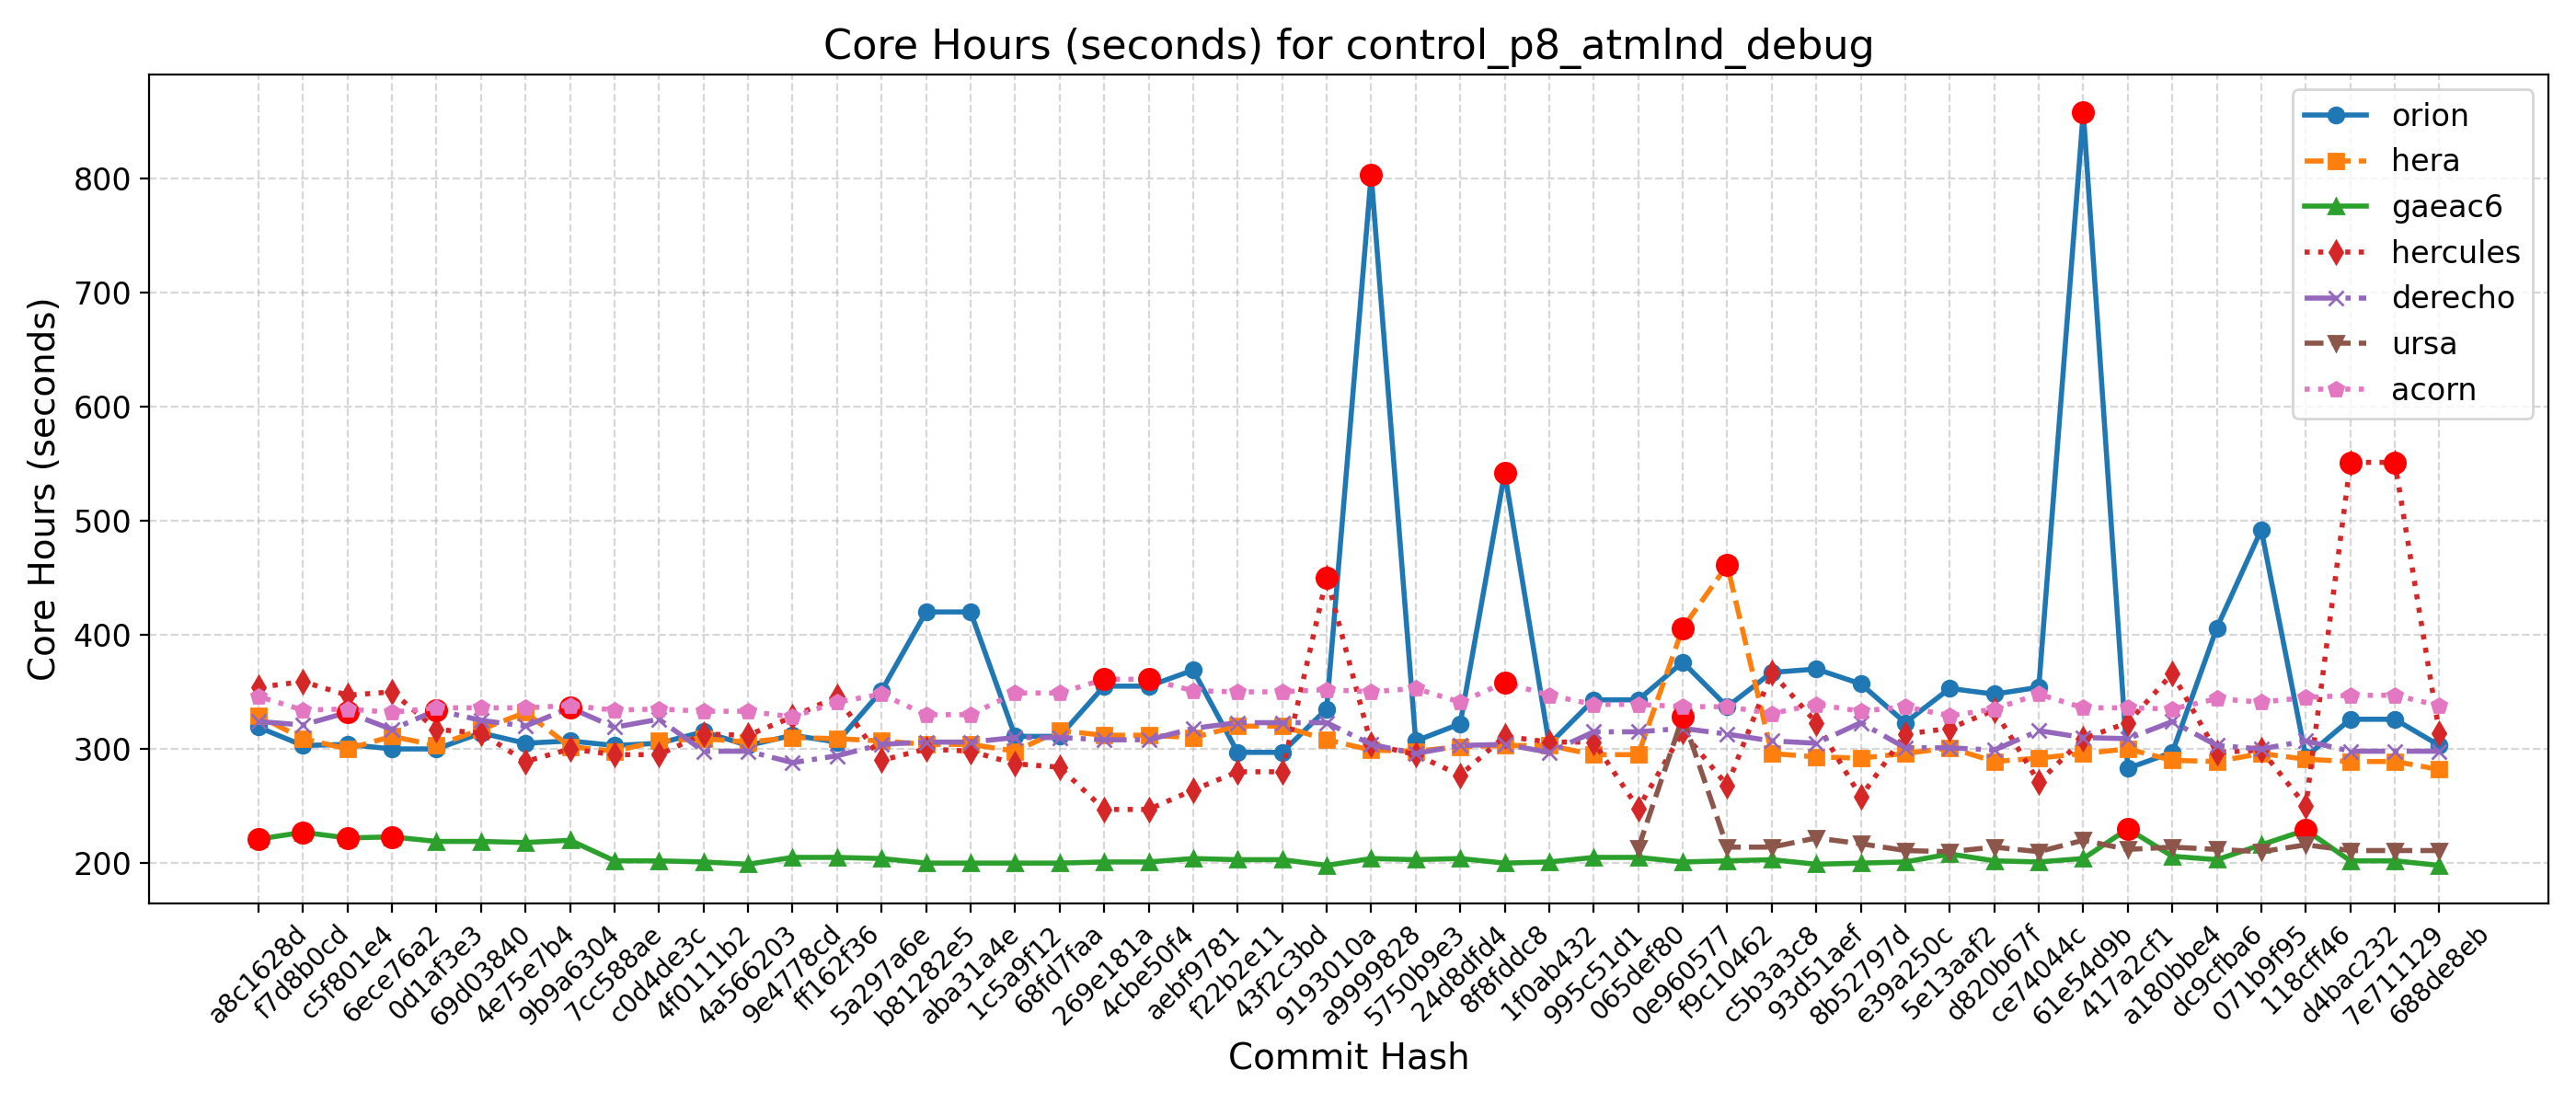 Core Hours (seconds) for control_p8_atmlnd_debug
Core Hours (seconds)
800
700
600
500
400
300
200
orion
hera
gaeac6
hercules
derecho
ursa
acorn
a8c1628d
f7d8b0cd
c5f801e4
6ece76a2
0d1af3e3
69d03840
4e75e7b4
9b9a6304
7cc588ae
c0d4de3c
4f0111b2
4a566203
9e4778cd
ff162f36
5a297a6e
b81282e5
aba31a4e
1c5a9f12
68fd7faa
269e181a
4cbe50f4
aebf9781
f22b2e11
43f2c3bd
9193010a
a9999828
5750b9e3
24d8dfd4
8f8fddc8
1f0ab432
995c51d1
065def80
0e960577
f9c10462
c5b3a3c8
93d51aef
8b52797d
e39a250c
5e13aaf2
d820b67f
ce74044c
61e54d9b
417a2cf1
a180bbe4
dc9cfba6
071b9f95
118cff46
d4bac232
7e711129
688de8eb
Commit Hash